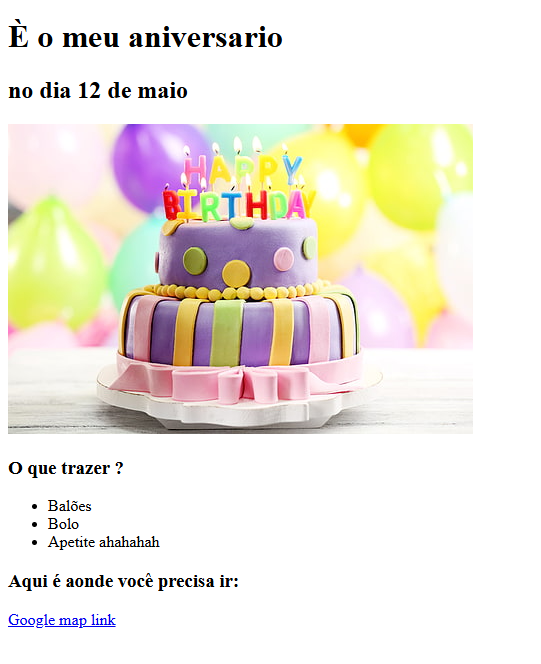 È o meu aniversario
no dia 12 de maio
HAPPY
BIRTHDAY
O que trazer ?
Balões
Bolo
Apetite ahahahah
Aqui é aonde você precisa ir:
Google map link